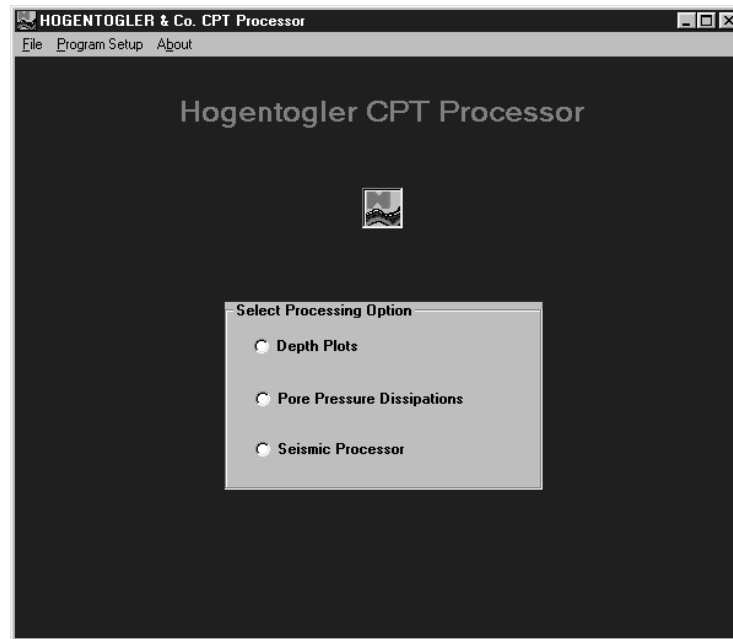 HOGENTOGLER & Co. CPT Processor
File Program Setup About
Hogentogler CPT Processor
Select Processing Option
Depth Plots
Pore Pressure Dissipations
Seismic Processor